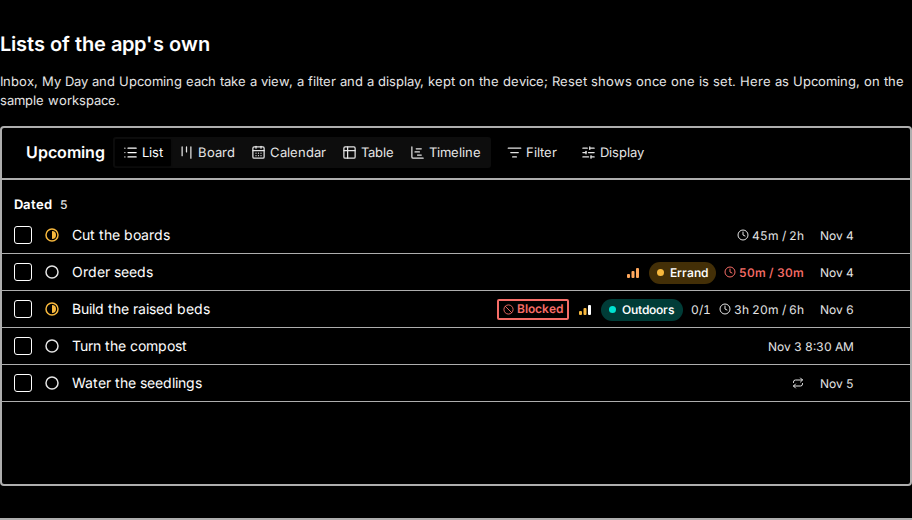 Lists of the app's own
Inbox, My Day and Upcoming each take a view, a filter and a display, kept on the device; Reset shows once one is set. Here as Upcoming, on the
sample workspace.
Upcoming List Board Calendar Table Timeline Filter Display
Dated 5
Cut the boards 45m / 2h Nov 4
Order seeds Errand 50m / 30m Nov 4
Build the raised beds Blocked Outdoors 0/1 3h 20m / 6h Nov 6
Turn the compost Nov 3 8:30 AM
Water the seedlings Nov 5